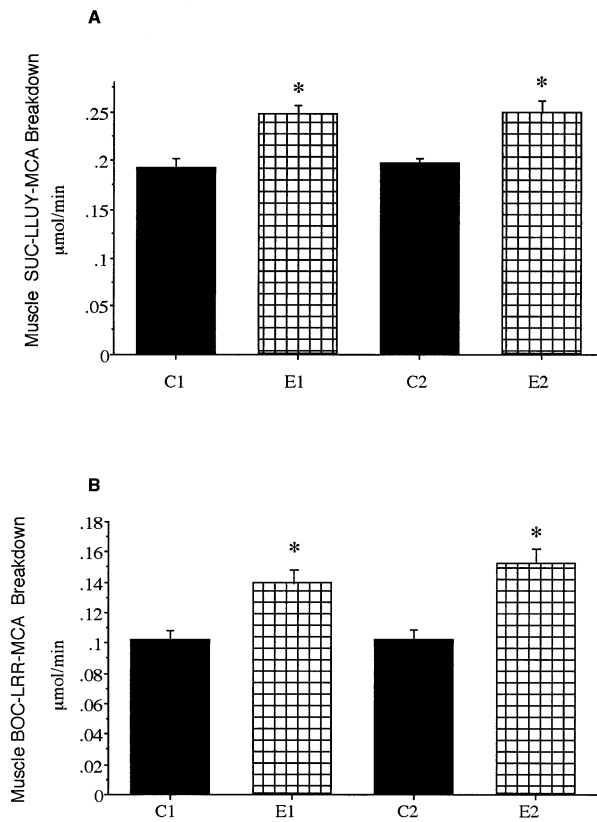 A
Muscle SUC-LLUY-MCA Breakdown
µmol/min
.25
.2
.15
.1
.05
0
*
*
C1
E1
C2
E2
B
Muscle BOC-LRR-MCA Breakdown
µmol/min
.18
.16
.14
.12
.1
.08
.06
.04
.02
0
*
*
C1
E1
C2
E2